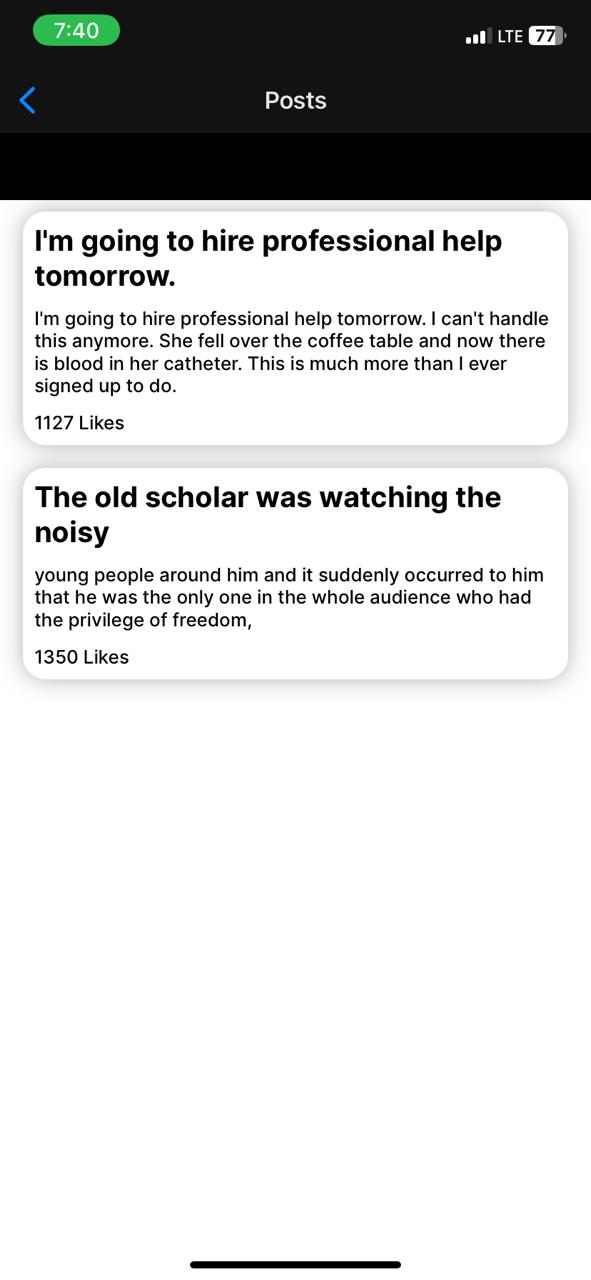 7:40
LTE 77
Posts
I'm going to hire professional help
tomorrow.
I'm going to hire professional help tomorrow. I can't handle
this anymore. She fell over the coffee table and now there
is blood in her catheter. This is much more than I ever
signed up to do.
1127 Likes
The old scholar was watching the
noisy
young people around him and it suddenly occurred to him
that he was the only one in the whole audience who had
the privilege of freedom,
1350 Likes